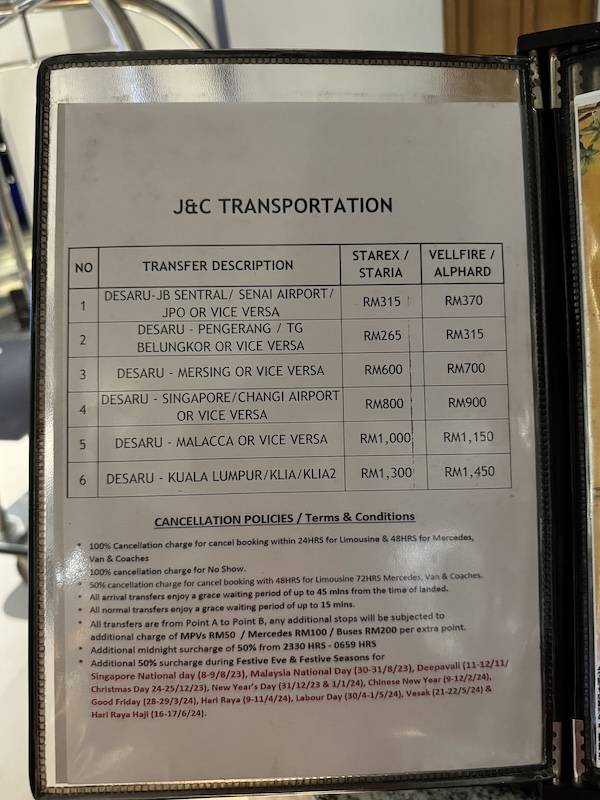 J&C TRANSPORTATION
NO TRANSFER DESCRIPTION STAREX / STARIA VELLFIRE / ALPHARD
1 DESARU-JB SENTRAL/ SENAI AIRPORT/ JPO OR VICE VERSA RM315 RM370
2 DESARU - PENGERANG / TG BELUNGKOR OR VICE VERSA RM265 RM315
3 DESARU - MERSING OR VICE VERSA RM600 RM700
4 DESARU - SINGAPORE/CHANGI AIRPORT OR VICE VERSA RM800 RM900
5 DESARU - MALACCA OR VICE VERSA RM1,000 RM1,150
6 DESARU - KUALA LUMPUR/KLIA/KLIA2 RM1,300 RM1,450
CANCELLATION POLICIES / Terms & Conditions
* 100% Cancellation charge for cancel booking within 24HRS for Limousine & 48HRS for Mercedes,
Van & Coaches
* 100% cancellation charge for No Show.
* 50% cancellation charge for cancel booking with 48HRS for Limousine 72HRS Mercedes, Van & Coaches.
* All arrival transfers enjoy a grace waiting period of up to 45 mins from the time of landed.
* All normal transfers enjoy grace waiting period of up to 15 mins.
* All transfers are from Point A to Point B, any additional stops will be subjected to
additional charge of MPVs RM50 / Mercedes RM100 / Buses RM200 per extra point.
* Additional midnight surcharge of 50% from 2330 HRS - 0659 HRS
* Additional 50% surcharge during Festive Eve & Festive Seasons for
Singapore National day (8-9/8/23), Malaysia National Day (30-31/8/23), Deepavali (11-12/11/
Christmas Day 24-25/12/23), New Year's Day (31/12/23 & 1/1/24), Chinese New Year (9-12/2/24),
Good Friday (28-29/3/24), Hari Raya (9-11/4/24), Labour Day (30/4-1/5/24), Vesak (21-22/5/24) &
Hari Raya Haji (16-17/6/24).